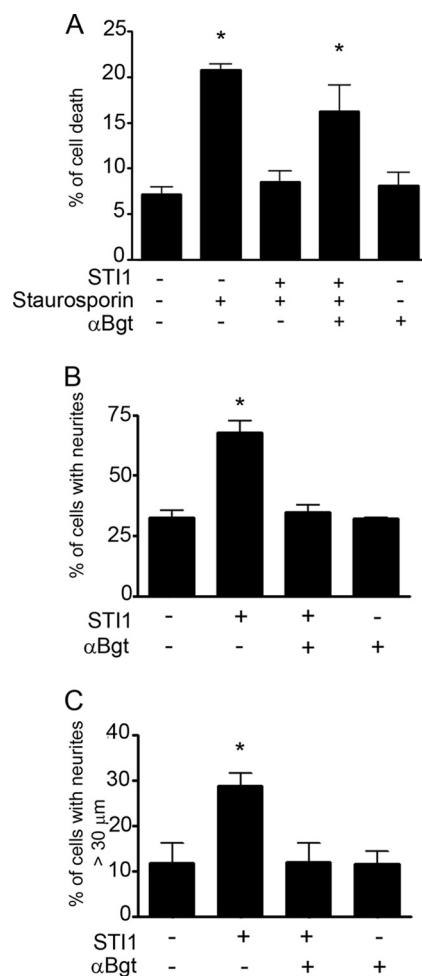 A
% of cell death
25
20
15
10
5
0
* *
STI1 - - + + -
Staurosporin - + + + -
αBgt - - - + +
B
% of cells with neurites
75
50
25
0
*
STI1 - + + -
αBgt - - + +
C
% of cells with neurites
> 30 μm
40
30
20
10
0
*
STI1 - + + -
αBgt - - + +